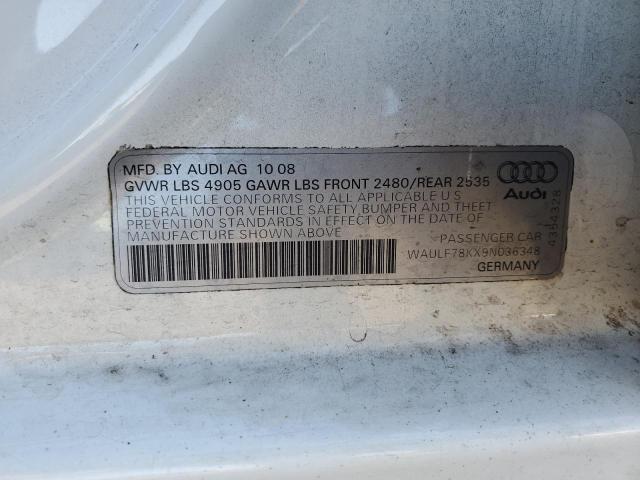 MFD. BY AUDI AG 10 08
GVWR LBS 4905 GAWR LBS FRONT 2480/REAR 2535
THIS VEHICLE CONFORMS TO ALL APPLICABLE U S
FEDERAL MOTOR VEHICLE SAFETY BUMPER AND THEFT
PREVENTION STANDARDS IN EFFECT ON THE DATE OF
MANUFACTURE SHOWN ABOVE
PASSENGER CAR
WAULF78KX9N036348
GERMANY
Audi
4354328